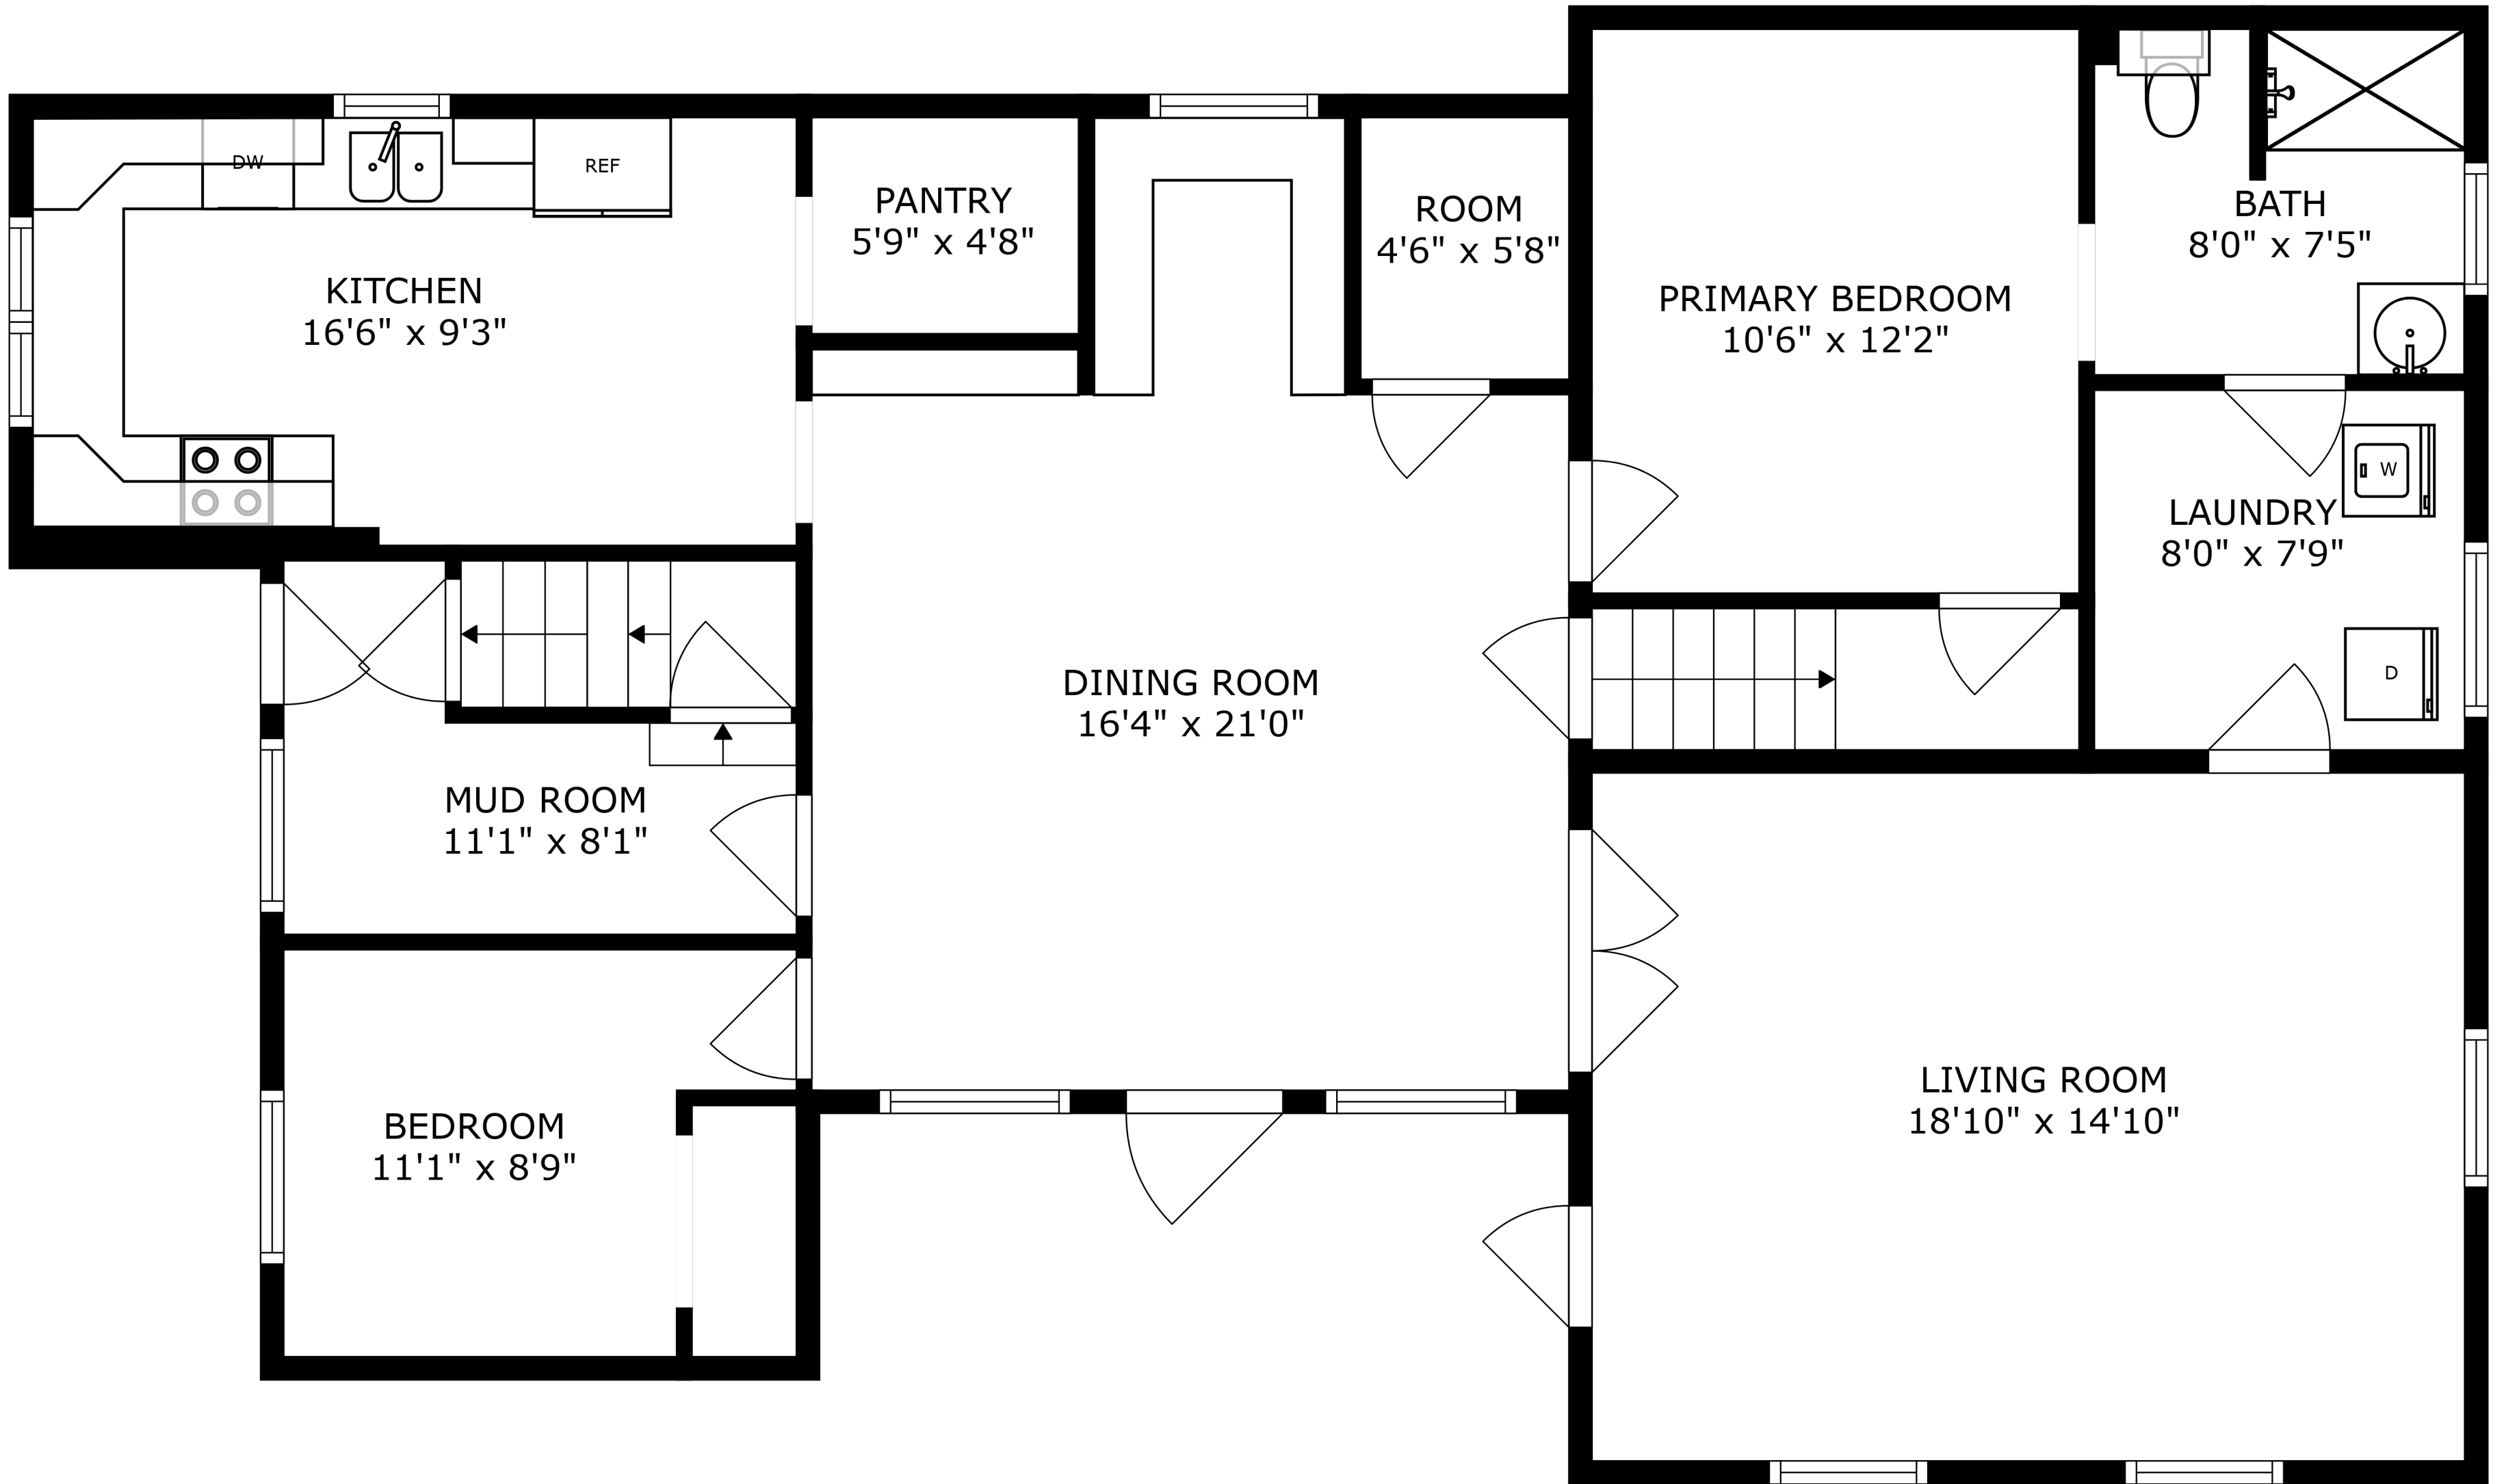 DW
REF
PANTRY
5'9" x 4'8"
ROOM
4'6" x 5'8"
BATH
8'0" x 7'5"
KITCHEN
16'6" x 9'3"
PRIMARY BEDROOM
10'6" x 12'2"
W
LAUNDRY
8'0" x 7'9"
D
DINING ROOM
16'4" x 21'0"
MUD ROOM
11'1" x 8'1"
LIVING ROOM
18'10" x 14'10"
BEDROOM
11'1" x 8'9"